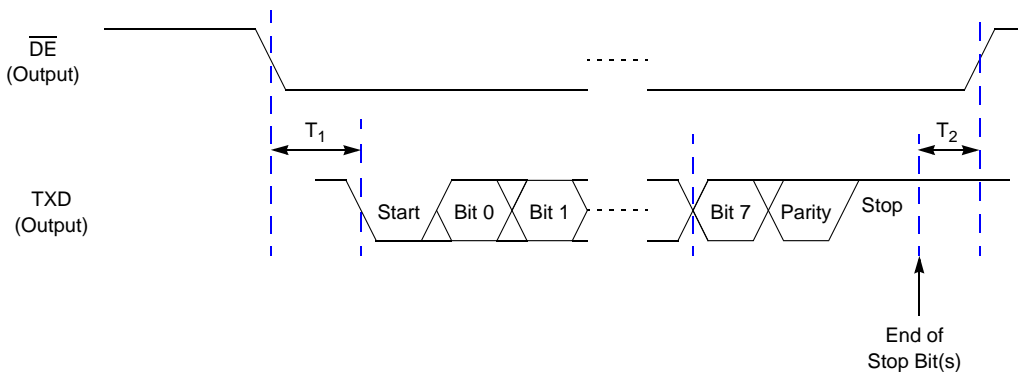 DE
(Output)
T1
T2
TXD
(Output)
Start
Bit 0
Bit 1
Bit 7
Parity
Stop
End of
Stop Bit(s)